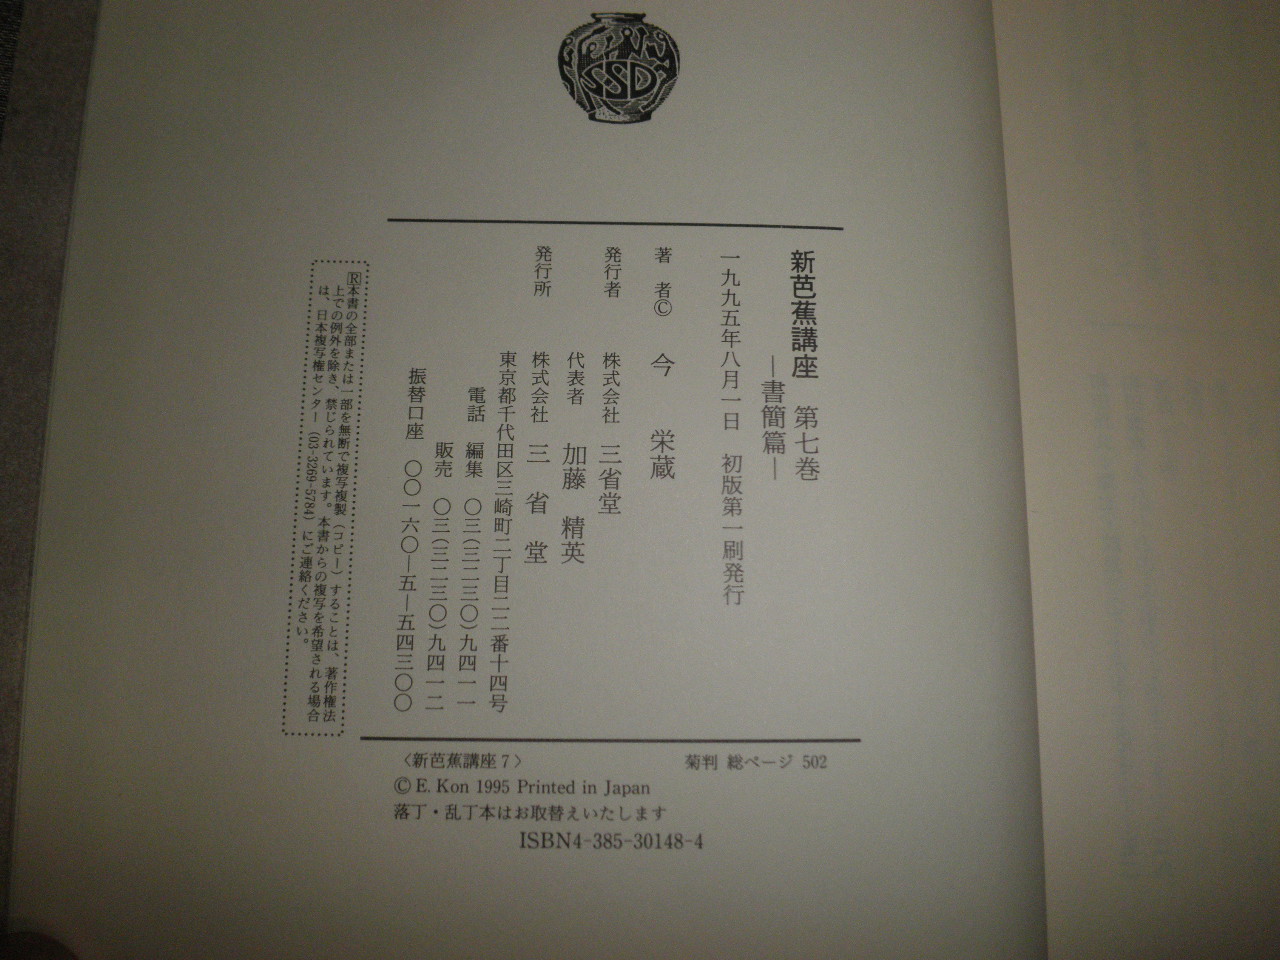 SSD
新芭蕉講座 第七巻
―書簡篇―
一九九五年八月一日 初版第一刷発行
著者© 今 栄蔵
発行者 株式会社 三省堂
代表者 加藤 精英
発行所 株式会社 三省堂
東京都千代田区三崎町二丁目二二番十四号
電話 編集 〇三(三二三〇)九四一一
販売 〇三(三二三〇)九四一二
振替口座 〇〇一六〇―五―五四三〇〇
Ⓡ本書の全部または一部を無断で複写複製(コピー)することは、著作権法
上での例外を除き、禁じられています。本書からの複写を希望される場合
は、日本複写権センター(03-3269-5784)にご連絡ください。
〈新芭蕉講座7〉 菊判 総ページ 502
© E. Kon 1995 Printed in Japan
落丁・乱丁本はお取替えいたします
ISBN4-385-30148-4